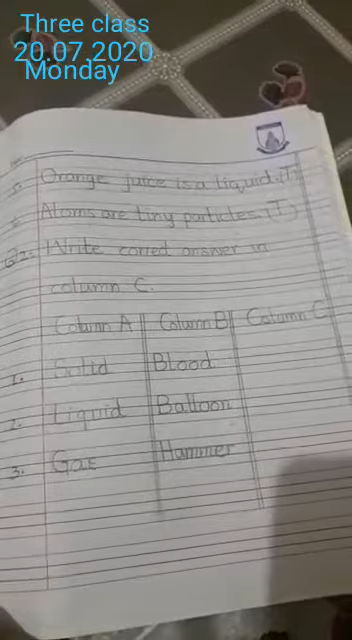 Three class
20.07.2020
Monday
Orange juice is a liquid. (T)
Atoms are tiny particles. (T)
Q2: Write correct answer in
column C.
Column A Column B Column C
1. Solid Blood
2. Liquid Balloon
3. Gas Hammer